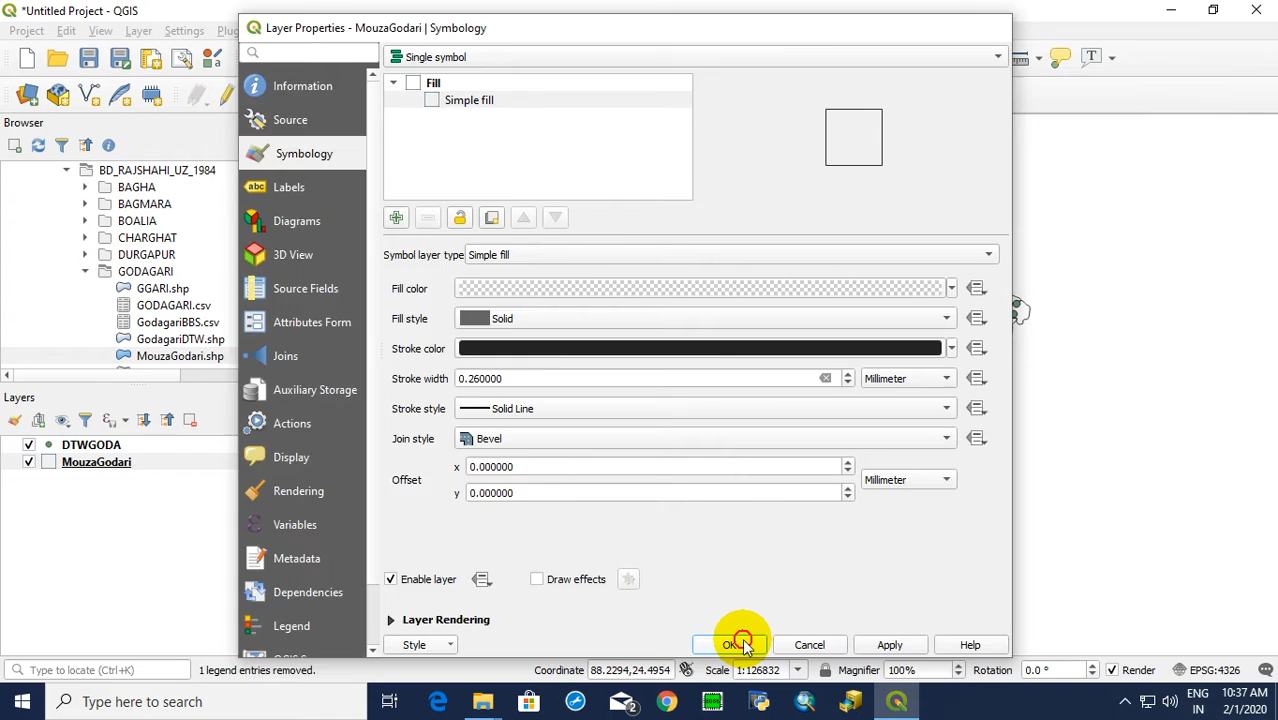 *Untitled Project - QGIS
Project Edit View Layer Settings Plug
Layer Properties - MouzaGodari | Symbology
Single symbol
Fill
Simple fill
Information
Source
Symbology
Labels
Diagrams
3D View
Source Fields
Attributes Form
Joins
Auxiliary Storage
Actions
Display
Rendering
Variables
Metadata
Dependencies
Legend
Browser
BD_RAJSHAHI_UZ_1984
BAGHA
BAGMARA
BOALIA
CHARGHAT
DURGAPUR
GODAGARI
GGARI.shp
GODAGARI.csv
GodagariBBS.csv
GodagariDTW.shp
MouzaGodari.shp
Layers
DTWGODA
MouzaGodari
Symbol layer type Simple fill
Fill color
Fill style Solid
Stroke color
Stroke width 0.260000 Millimeter
Stroke style Solid Line
Join style Bevel
Offset x 0.000000 Millimeter
y 0.000000
Enable layer Draw effects
Layer Rendering
Style OK Cancel Apply Help
Type to locate (Ctrl+K) 1 legend entries removed. Coordinate 88.2294,24.4954 Scale 1:126832 Magnifier 100% Rotation 0.0 ° Render EPSG:4326
Type here to search 2 ENG 10:37 AM
IN 2/1/2020